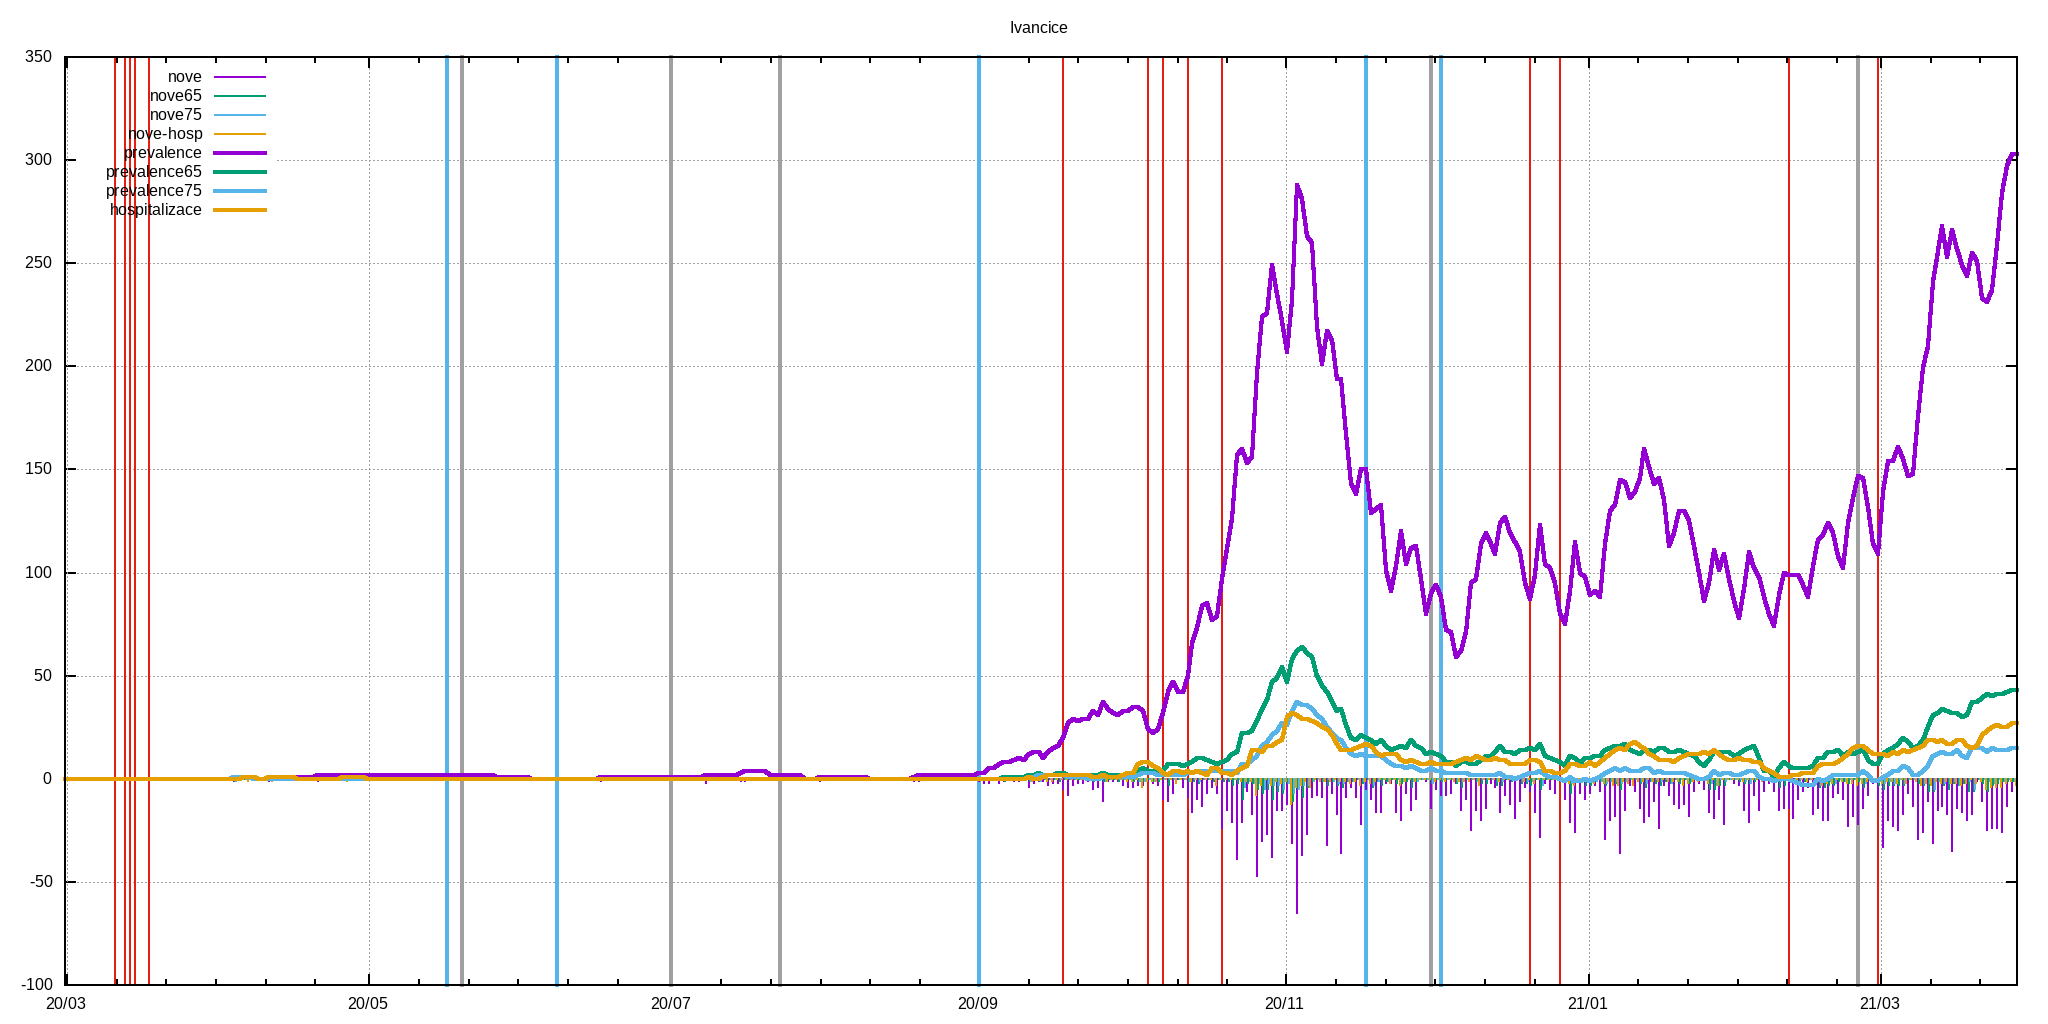 Ivancice
350
300
250
200
150
100
50
0
-50
-100
nove
nove65
nove75
nove-hosp
prevalence
prevalence65
prevalence75
hospitalizace
20/03 20/05 20/07 20/09 20/11 21/01 21/03